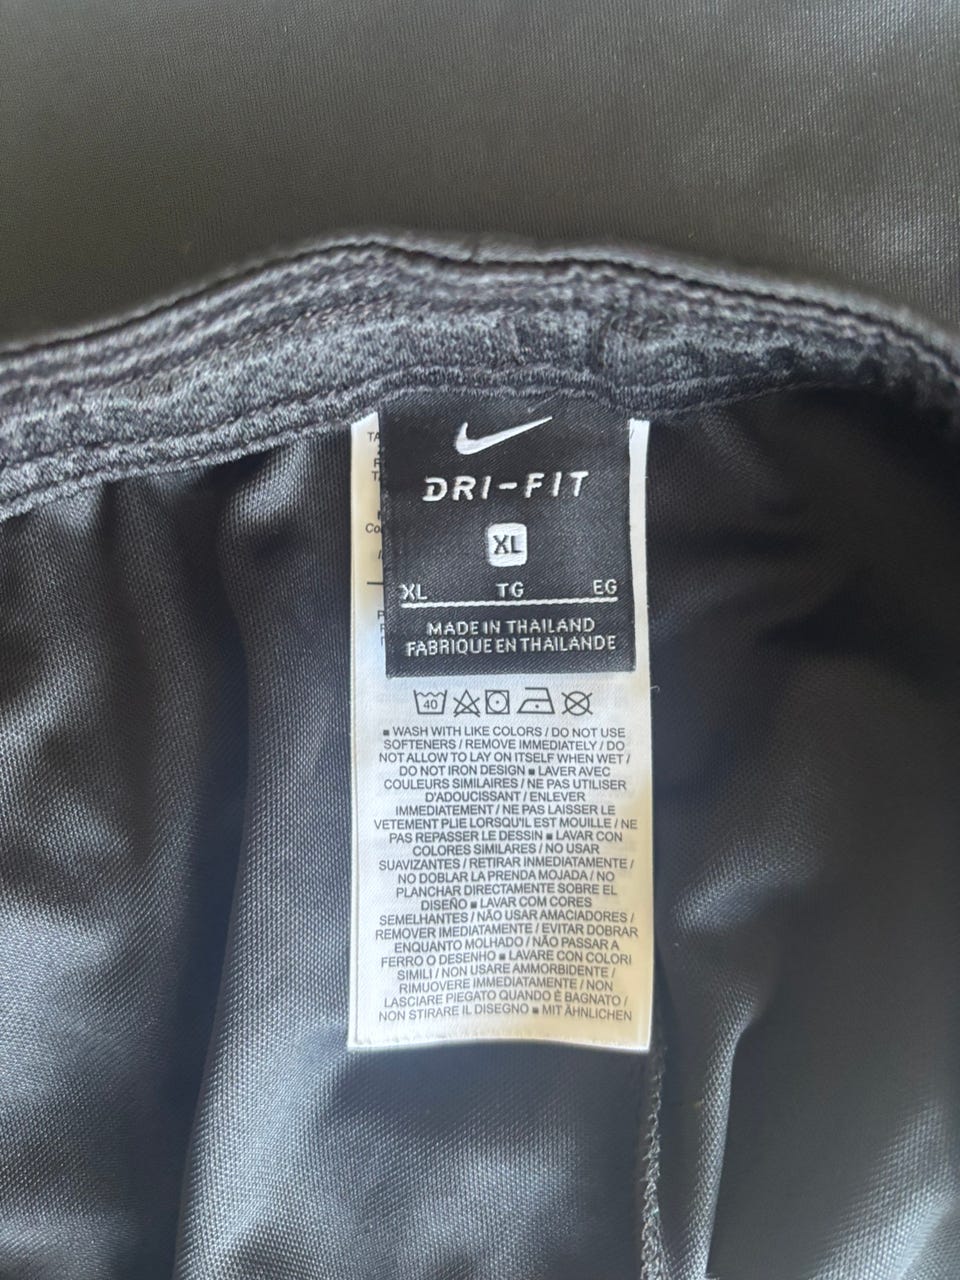 DRI-FIT
XL
XL TG EG
MADE IN THAILAND
FABRIQUE EN THAILANDE
40
▪ WASH WITH LIKE COLORS / DO NOT USE
SOFTENERS / REMOVE IMMEDIATELY / DO
NOT ALLOW TO LAY ON ITSELF WHEN WET /
DO NOT IRON DESIGN ▪ LAVER AVEC
COULEURS SIMILAIRES / NE PAS UTILISER
D'ADOUCISSANT / ENLEVER
IMMEDIATEMENT / NE PAS LAISSER LE
VETEMENT PLIE LORSQU'IL EST MOUILLE / NE
PAS REPASSER LE DESSIN ▪ LAVAR CON
COLORES SIMILARES / NO USAR
SUAVIZANTES / RETIRAR INMEDIATAMENTE /
NO DOBLAR LA PRENDA MOJADA / NO
PLANCHAR DIRECTAMENTE SOBRE EL
DISEÑO ▪ LAVAR COM CORES
SEMELHANTES / NÃO USAR AMACIADORES /
REMOVER IMEDIATAMENTE / EVITAR DOBRAR
ENQUANTO MOLHADO / NÃO PASSAR A
FERRO O DESENHO ▪ LAVARE CON COLORI
SIMILI / NON USARE AMMORBIDENTE /
RIMUOVERE IMMEDIATAMENTE / NON
LASCIARE PIEGATO QUANDO È BAGNATO /
NON STIRARE IL DISEGNO ▪ MIT ÄHNLICHEN